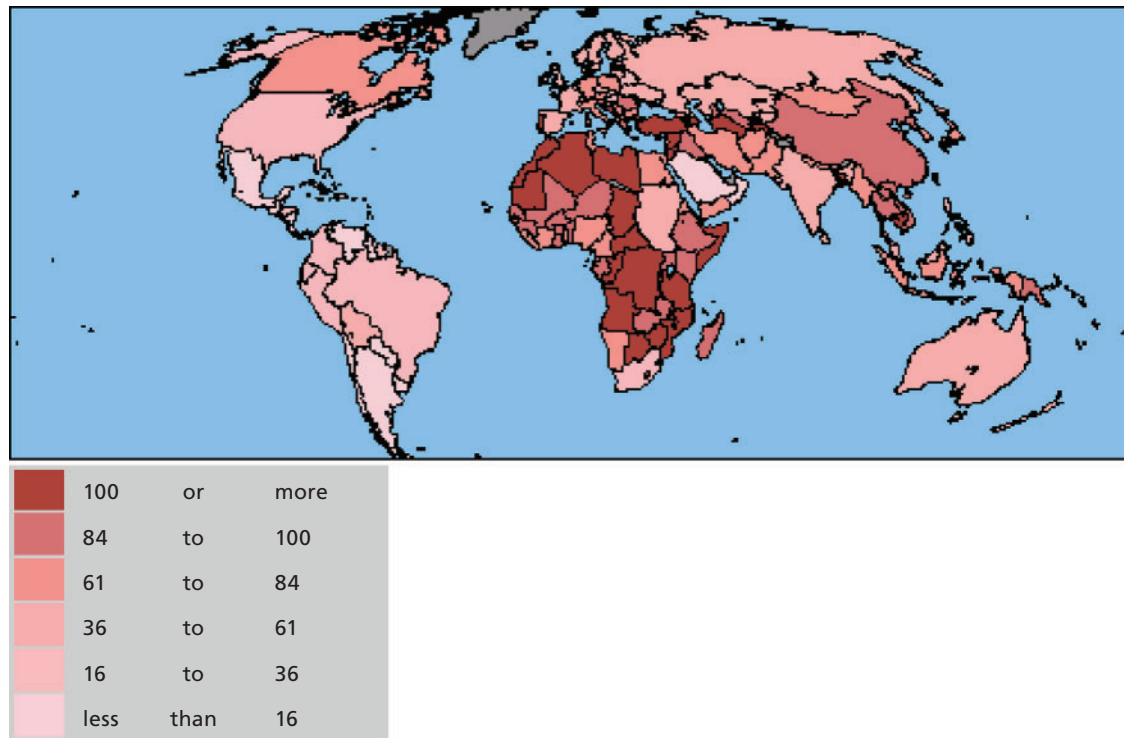 100 or more
84 to 100
61 to 84
36 to 61
16 to 36
less than 16